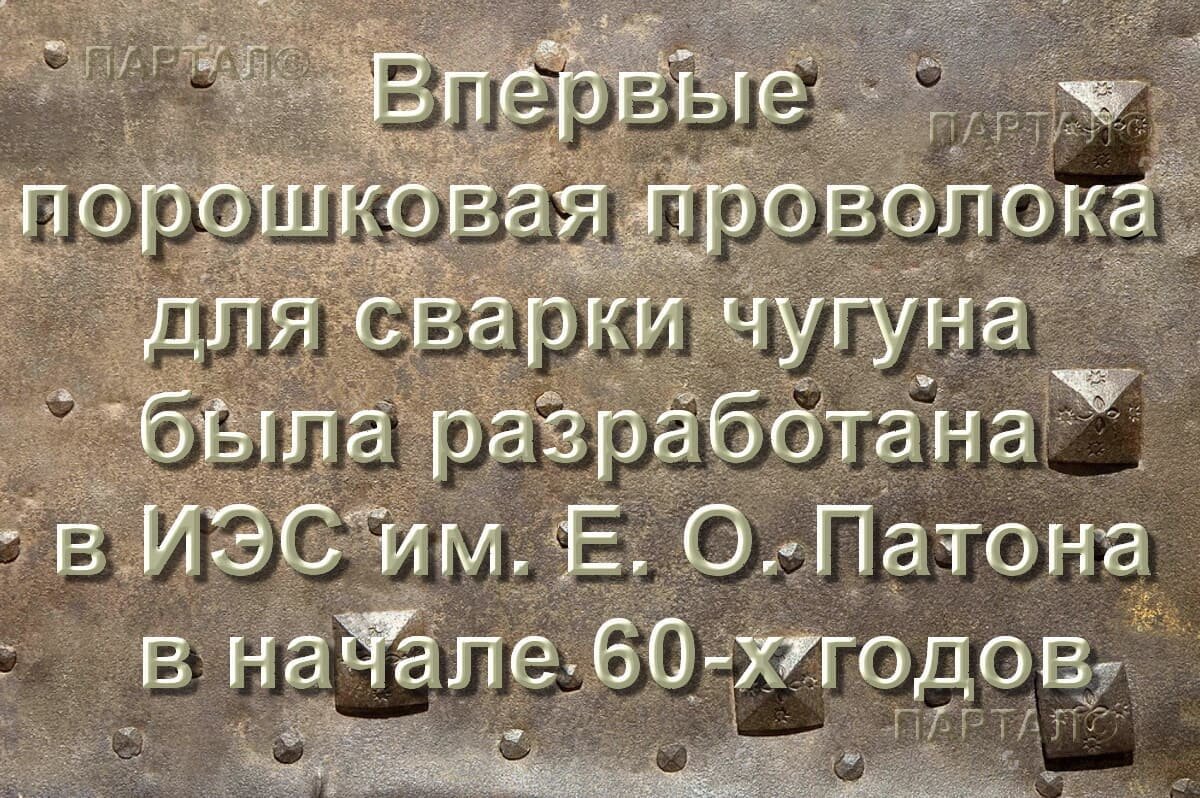 ПАРТАЛ©
Впервые
ПАРТАЛ©
порошковая проволока
для сварки чугуна
была разработана
в ИЭС им. Е. О. Патона
в начале 60-х годов
ПАРТАЛ©